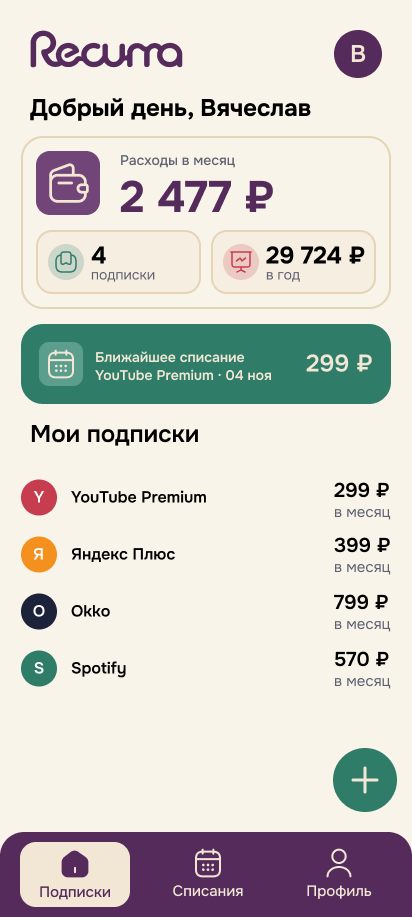 Recurra
В
Добрый день, Вячеслав
Расходы в месяц
2 477 ₽
4
подписки
29 724 ₽
в год
Ближайшее списание
YouTube Premium · 04 ноя
299 ₽
Мои подписки
Y
YouTube Premium
299 ₽
в месяц
Я
Яндекс Плюс
399 ₽
в месяц
O
Okko
799 ₽
в месяц
S
Spotify
570 ₽
в месяц
Подписки
Списания
Профиль